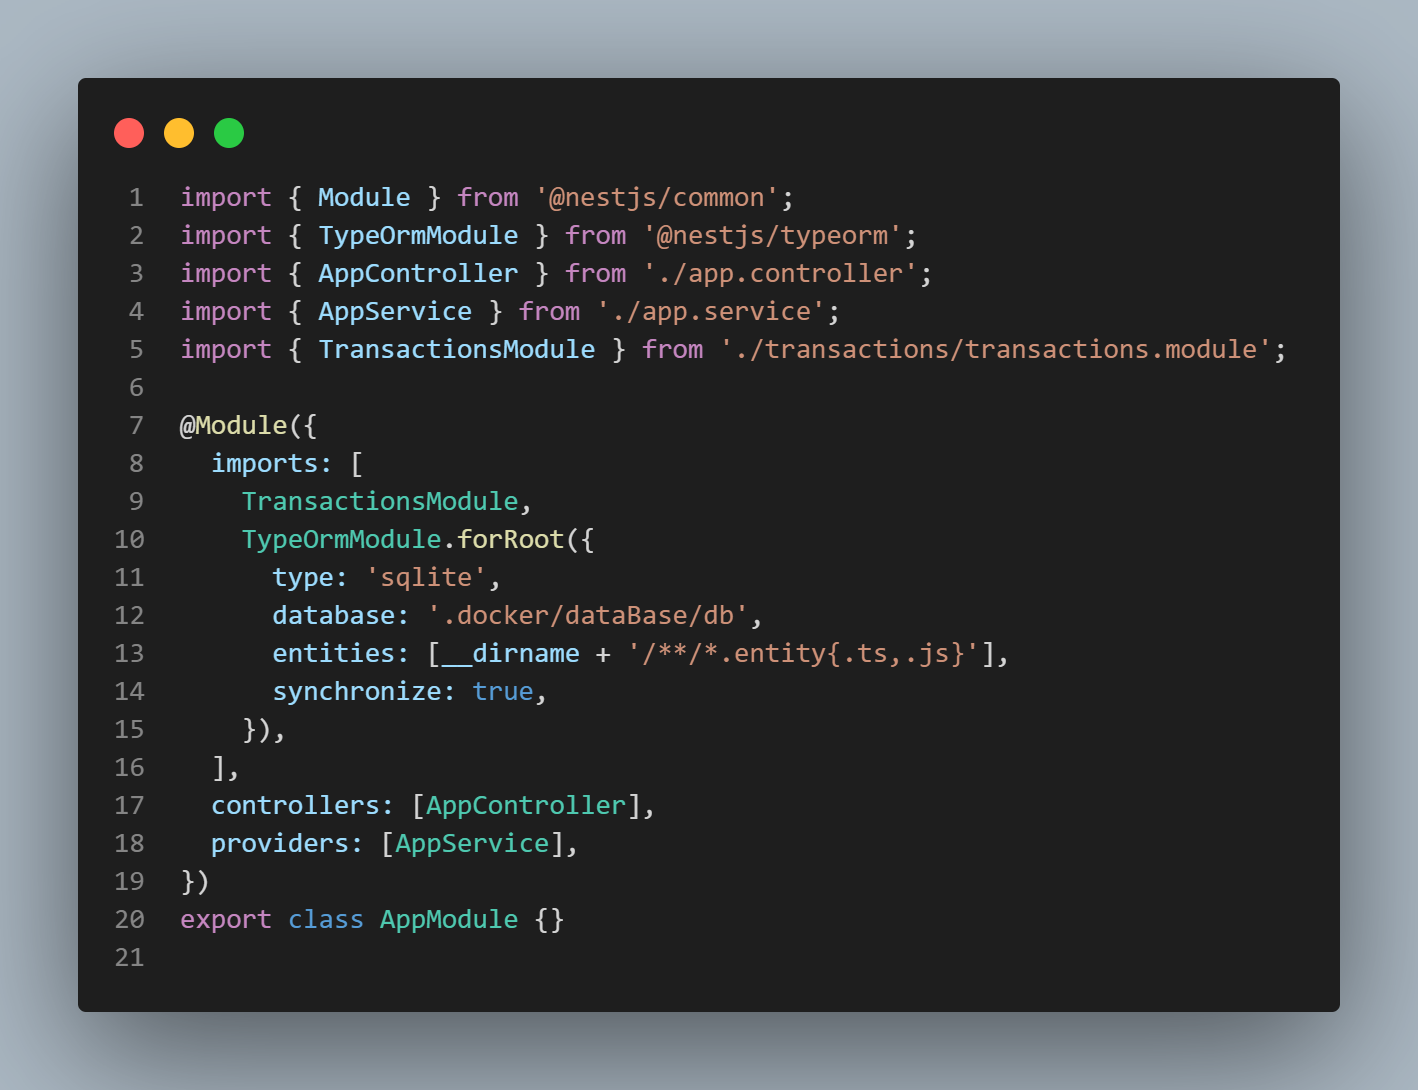 1 import { Module } from '@nestjs/common';
2 import { TypeOrmModule } from '@nestjs/typeorm';
3 import { AppController } from './app.controller';
4 import { AppService } from './app.service';
5 import { TransactionsModule } from './transactions/transactions.module';
6
7 @Module({
8   imports: [
9     TransactionsModule,
10     TypeOrmModule.forRoot({
11       type: 'sqlite',
12       database: '.docker/dataBase/db',
13       entities: [__dirname + '/**/*.entity{.ts,.js}'],
14       synchronize: true,
15     }),
16   ],
17   controllers: [AppController],
18   providers: [AppService],
19 })
20 export class AppModule {}
21